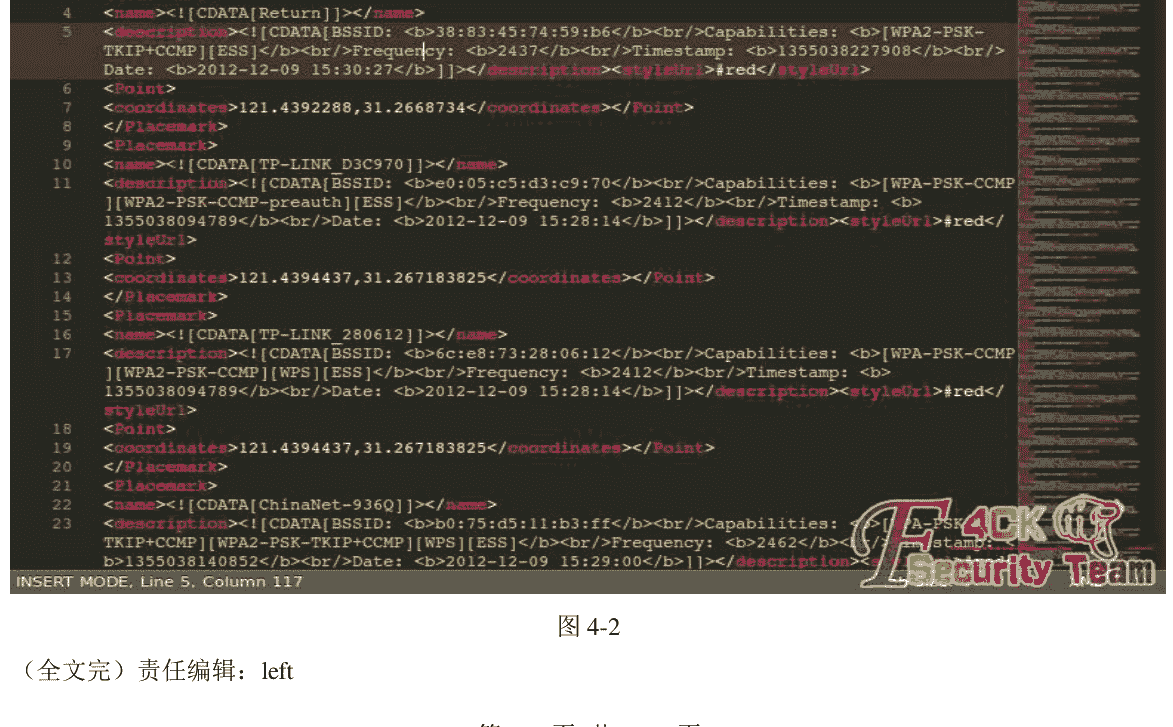 4 <name><![CDATA[Return]]></name>
5 <description><![CDATA[BSSID: <b>38:83:45:74:59:b6</b><br/>Capabilities: <b>[WPA2-PSK-
TKIP+CCMP][ESS]</b><br/>Frequency: <b>2437</b><br/>Timestamp: <b>1355038227908</b><br/>
Date: <b>2012-12-09 15:30:27</b>]]></description><styleUrl>#red</styleUrl>
6 <Point>
7 <coordinates>121.4392288,31.2668734</coordinates></Point>
8 </Placemark>
9 <Placemark>
10 <name><![CDATA[TP-LINK_D3C970]]></name>
11 <description><![CDATA[BSSID: <b>e0:05:c5:d3:c9:70</b><br/>Capabilities: <b>[WPA-PSK-CCMP
][WPA2-PSK-CCMP-preauth][ESS]</b><br/>Frequency: <b>2412</b><br/>Timestamp: <b>
1355038094789</b><br/>Date: <b>2012-12-09 15:28:14</b>]]></description><styleUrl>#red</
styleUrl>
12 <Point>
13 <coordinates>121.4394437,31.267183825</coordinates></Point>
14 </Placemark>
15 <Placemark>
16 <name><![CDATA[TP-LINK_280612]]></name>
17 <description><![CDATA[BSSID: <b>6c:e8:73:28:06:12</b><br/>Capabilities: <b>[WPA-PSK-CCMP
][WPA2-PSK-CCMP][WPS][ESS]</b><br/>Frequency: <b>2412</b><br/>Timestamp: <b>
1355038094789</b><br/>Date: <b>2012-12-09 15:28:14</b>]]></description><styleUrl>#red</
styleUrl>
18 <Point>
19 <coordinates>121.4394437,31.267183825</coordinates></Point>
20 </Placemark>
21 <Placemark>
22 <name><![CDATA[ChinaNet-936Q]]></name>
23 <description><![CDATA[BSSID: <b>b0:75:d5:11:b3:ff</b><br/>Capabilities: <b>[WPA-PSK-
TKIP+CCMP][WPA2-PSK-TKIP+CCMP][WPS][ESS]</b><br/>Frequency: <b>2462</b><br/>Timestamp: <
b>1355038140852</b><br/>Date: <b>2012-12-09 15:29:00</b>]]></description>
F4CK
Security Team
INSERT MODE, Line 5, Column 117
图 4-2
（全文完）责任编辑：left